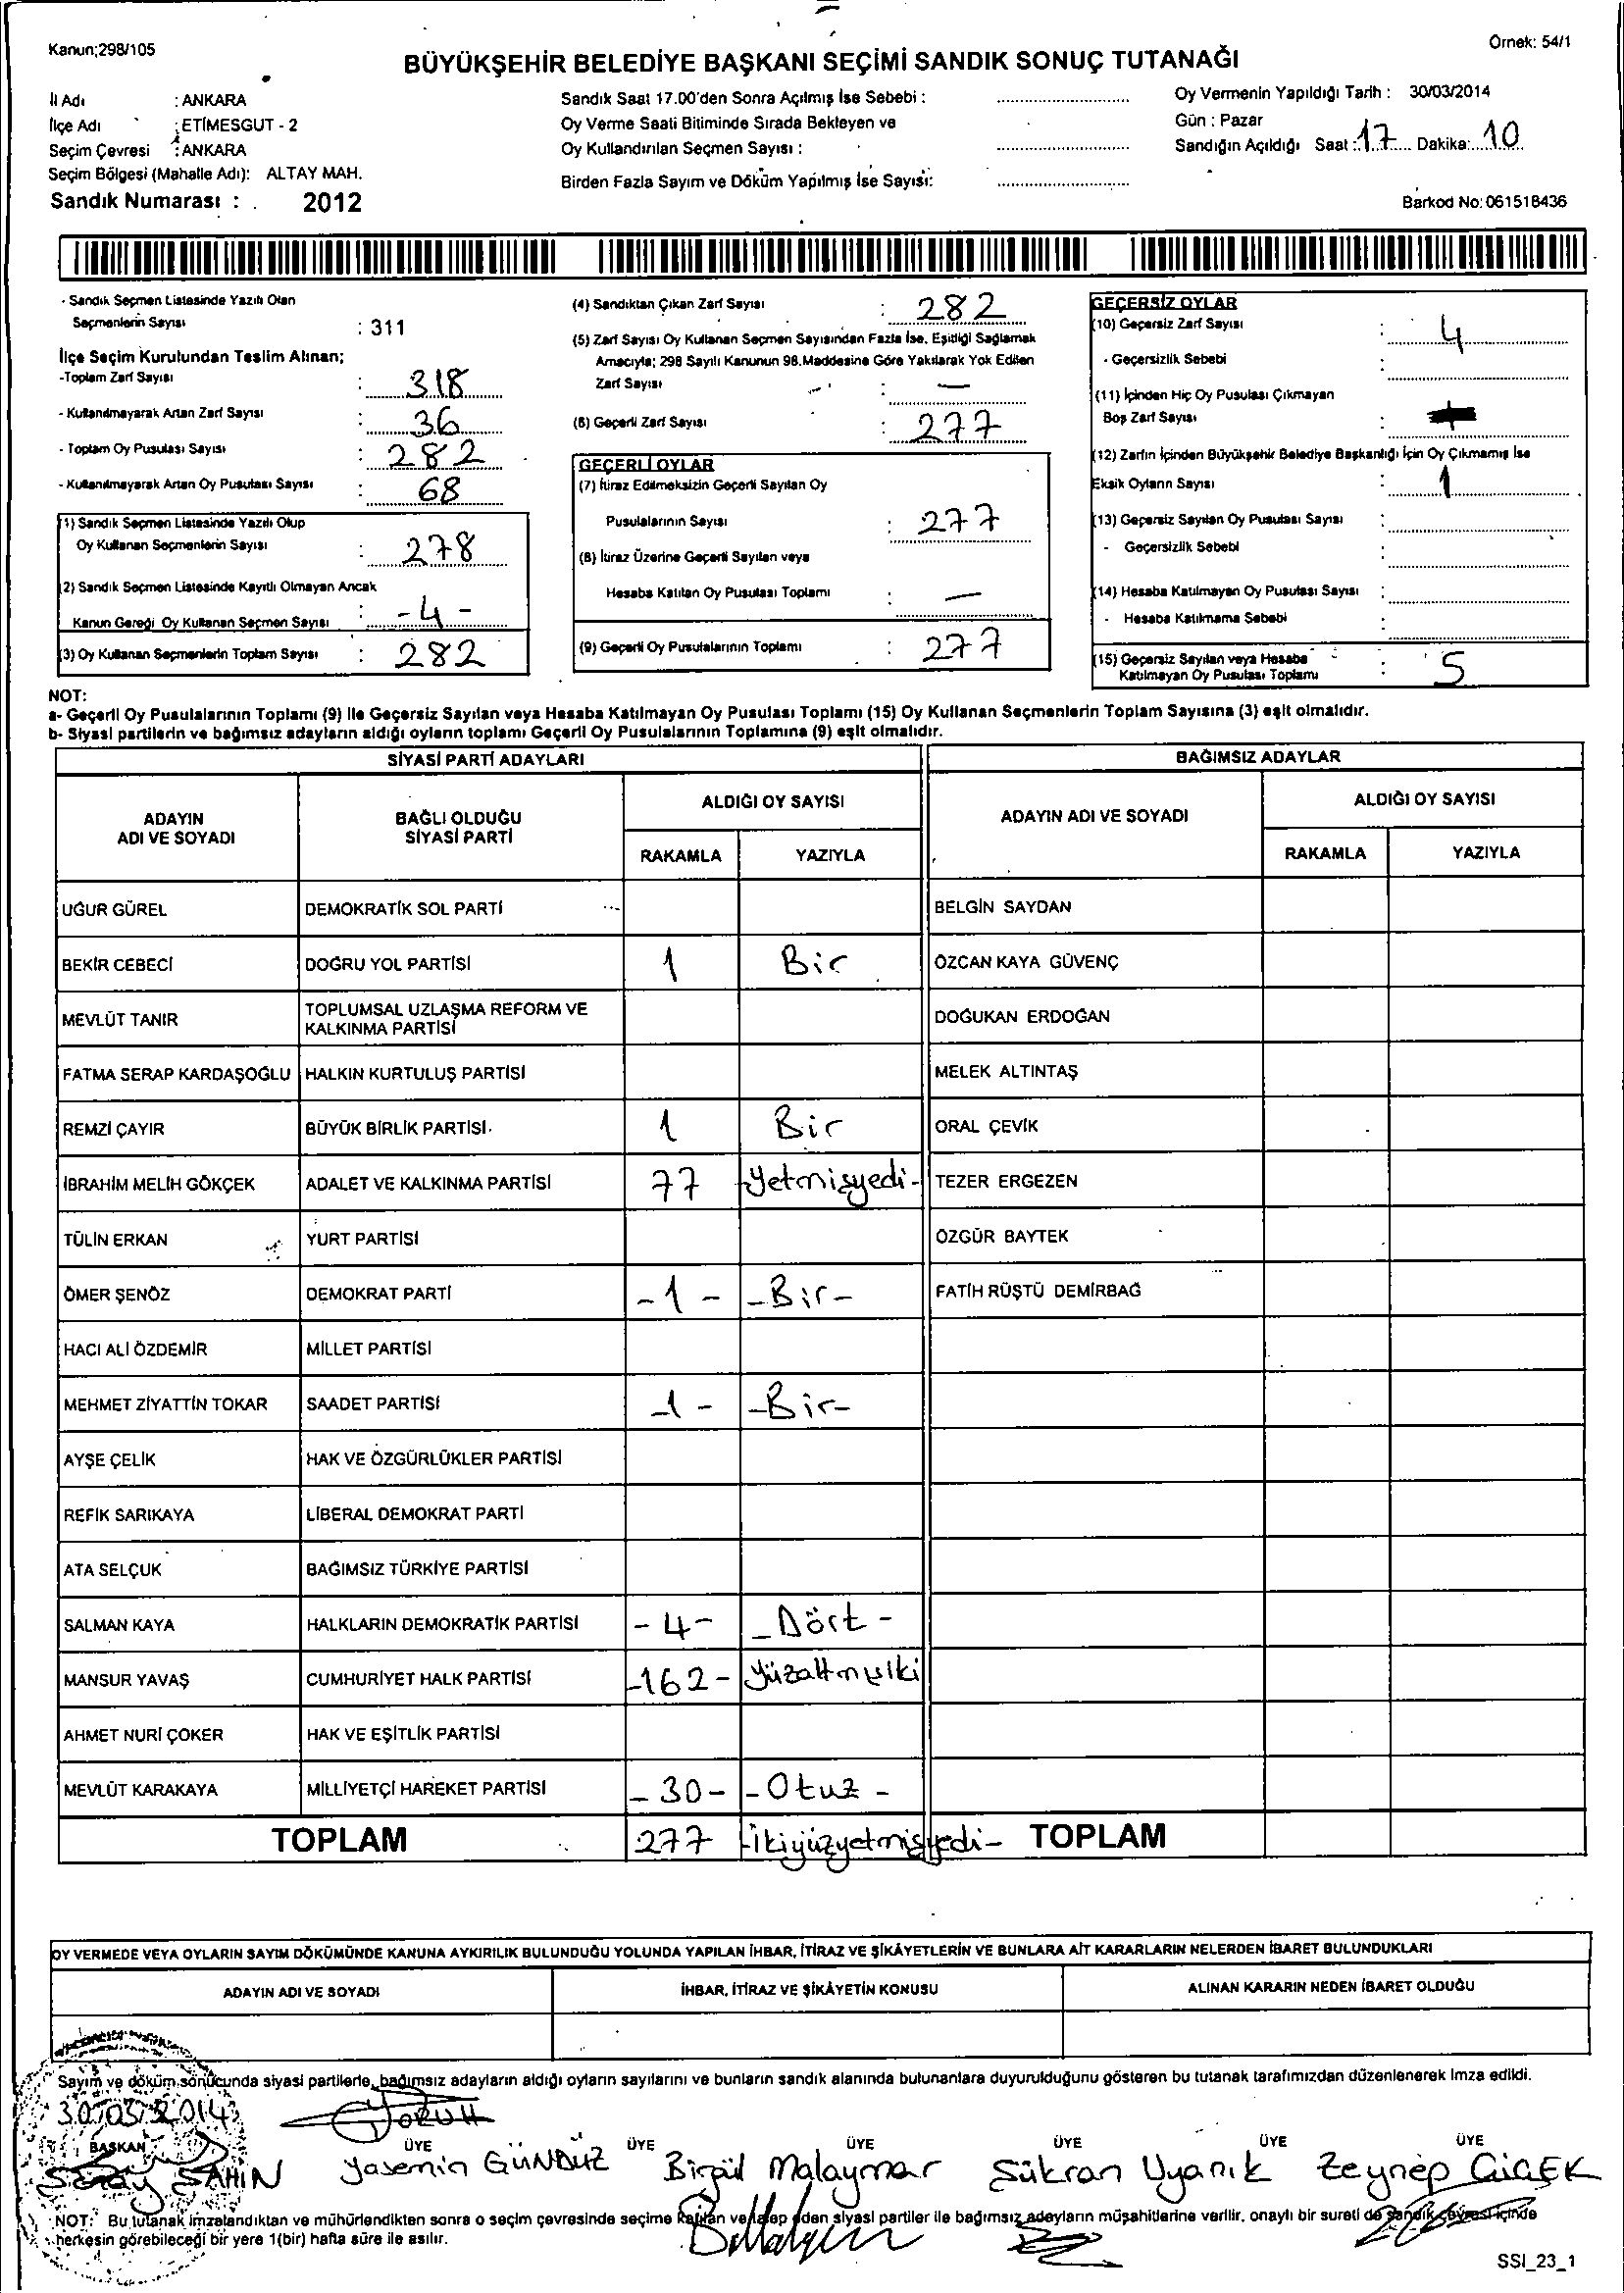 Kanun;298/105
Örnek: 54/1
BÜYÜKŞEHİR BELEDİYE BAŞKANI SEÇİMİ SANDIK SONUÇ TUTANAĞI
İl Adı : ANKARA
İlçe Adı : ETİMESGUT - 2
Seçim Çevresi : ANKARA
Seçim Bölgesi (Mahalle Adı): ALTAY MAH.
Sandık Numarası : 2012
Sandık Saat 17.00'den Sonra Açılmış İse Sebebi :
Oy Verme Saati Bitiminde Sırada Bekleyen ve
Oy Kullandırılan Seçmen Sayısı :
Birden Fazla Sayım ve Döküm Yapılmış İse Sayısı:
Oy Vermenin Yapıldığı Tarih : 30/03/2014
Gün : Pazar
Sandığın Açıldığı Saat : 17 Dakika: 10
Barkod No: 061518436
- Sandık Seçmen Listesinde Yazılı Olan
Seçmenlerin Sayısı : 311
İlçe Seçim Kurulundan Teslim Alınan;
-Toplam Zarf Sayısı : 318
- Kullanılmayarak Artan Zarf Sayısı : 36
- Toplam Oy Pusulası Sayısı : 282
- Kullanılmayarak Artan Oy Pusulası Sayısı : 68
(1) Sandık Seçmen Listesinde Yazılı Olup
Oy Kullanan Seçmenlerin Sayısı : 278
(2) Sandık Seçmen Listesinde Kayıtlı Olmayan Ancak
Kanun Gereği Oy Kullanan Seçmen Sayısı : - 4 -
(3) Oy Kullanan Seçmenlerin Toplam Sayısı : 282
(4) Sandıktan Çıkan Zarf Sayısı : 282
(5) Zarf Sayısı Oy Kullanan Seçmen Sayısından Fazla İse, Eşitliği Sağlamak
Amacıyla; 298 Sayılı Kanunun 98.Maddesine Göre Yakılarak Yok Edilen
Zarf Sayısı : —
(6) Geçerli Zarf Sayısı : 277
GEÇERLİ OYLAR
(7) İtiraz Edilmeksizin Geçerli Sayılan Oy
Pusulalarının Sayısı : 277
(8) İtiraz Üzerine Geçerli Sayılan veya
Hesaba Katılan Oy Pusulası Toplamı : —
(9) Geçerli Oy Pusulalarının Toplamı : 277
GEÇERSİZ OYLAR
(10) Geçersiz Zarf Sayısı : 4
- Geçersizlik Sebebi :
(11) İçinden Hiç Oy Pusulası Çıkmayan
Boş Zarf Sayısı :
(12) Zarfın İçinden Büyükşehir Belediye Başkanlığı İçin Oy Çıkmamış İse
Eksik Oyların Sayısı : 1
(13) Geçersiz Sayılan Oy Pusulası Sayısı :
- Geçersizlik Sebebi :
(14) Hesaba Katılmayan Oy Pusulası Sayısı :
- Hesaba Katılmama Sebebi :
(15) Geçersiz Sayılan veya Hesaba
Katılmayan Oy Pusulası Toplamı : 5
NOT:
a- Geçerli Oy Pusulalarının Toplamı (9) ile Geçersiz Sayılan veya Hesaba Katılmayan Oy Pusulası Toplamı (15) Oy Kullanan Seçmenlerin Toplam Sayısına (3) eşit olmalıdır.
b- Siyasi partilerin ve bağımsız adayların aldığı oyların toplamı Geçerli Oy Pusulalarının Toplamına (9) eşit olmalıdır.
SİYASİ PARTİ ADAYLARI
BAĞIMSIZ ADAYLAR
ADAYIN ADI VE SOYADI
BAĞLI OLDUĞU SİYASİ PARTİ
ALDIĞI OY SAYISI
RAKAMLA YAZIYLA
ADAYIN ADI VE SOYADI
ALDIĞI OY SAYISI
RAKAMLA YAZIYLA
UĞUR GÜREL DEMOKRATİK SOL PARTİ BELGİN SAYDAN
BEKİR CEBECİ DOĞRU YOL PARTİSİ 1 Bir ÖZCAN KAYA GÜVENÇ
MEVLÜT TANIR TOPLUMSAL UZLAŞMA REFORM VE KALKINMA PARTİSİ DOĞUKAN ERDOĞAN
FATMA SERAP KARDAŞOĞLU HALKIN KURTULUŞ PARTİSİ MELEK ALTINTAŞ
REMZİ ÇAYIR BÜYÜK BİRLİK PARTİSİ 1 Bir ORAL ÇEVİK
İBRAHİM MELİH GÖKÇEK ADALET VE KALKINMA PARTİSİ 77 -Yetmişyedi- TEZER ERGEZEN
TÜLİN ERKAN YURT PARTİSİ ÖZGÜR BAYTEK
ÖMER ŞENÖZ DEMOKRAT PARTİ -1- -Bir- FATİH RÜŞTÜ DEMİRBAĞ
HACI ALİ ÖZDEMİR MİLLET PARTİSİ
MEHMET ZİYATTİN TOKAR SAADET PARTİSİ -1- -Bir-
AYŞE ÇELİK HAK VE ÖZGÜRLÜKLER PARTİSİ
REFİK SARIKAYA LİBERAL DEMOKRAT PARTİ
ATA SELÇUK BAĞIMSIZ TÜRKİYE PARTİSİ
SALMAN KAYA HALKLARIN DEMOKRATİK PARTİSİ -4- -Dört-
MANSUR YAVAŞ CUMHURİYET HALK PARTİSİ -162- yüzaltmışiki
AHMET NURİ ÇOKER HAK VE EŞİTLİK PARTİSİ
MEVLÜT KARAKAYA MİLLİYETÇİ HAREKET PARTİSİ -30- -Otuz-
TOPLAM 277 -ikiyüzyetmişyedi- TOPLAM
OY VERMEDE VEYA OYLARIN SAYIM DÖKÜMÜNDE KANUNA AYKIRILIK BULUNDUĞU YOLUNDA YAPILAN İHBAR, İTİRAZ VE ŞİKÂYETLERİN VE BUNLARA AİT KARARLARIN NELERDEN İBARET BULUNDUKLARI
ADAYIN ADI VE SOYADI İHBAR, İTİRAZ VE ŞİKÂYETİN KONUSU ALINAN KARARIN NEDEN İBARET OLDUĞU
Sayım ve döküm sonucunda siyasi partilerle, bağımsız adayların aldığı oyların sayılarını ve bunların sandık alanında bulunanlara duyurulduğunu gösteren bu tutanak tarafımızdan düzenlenerek imza edildi.
30/03/2014
BAŞKAN ÜYE ÜYE ÜYE ÜYE ÜYE ÜYE
ŞAHİN Yasemin GÜNDÜZ Birgül Malaymar Şükran Uyanık Zeynep ÇİÇEK
NOT: Bu tutanak imzalandıktan ve mühürlendikten sonra o seçim çevresinde seçime katılan ve talep eden siyasi partiler ile bağımsız adayların müşahitlerine verilir, onaylı bir sureti de sandık çevresi içinde
herkesin görebileceği bir yere 1(bir) hafta süre ile asılır.
SSI_23_1